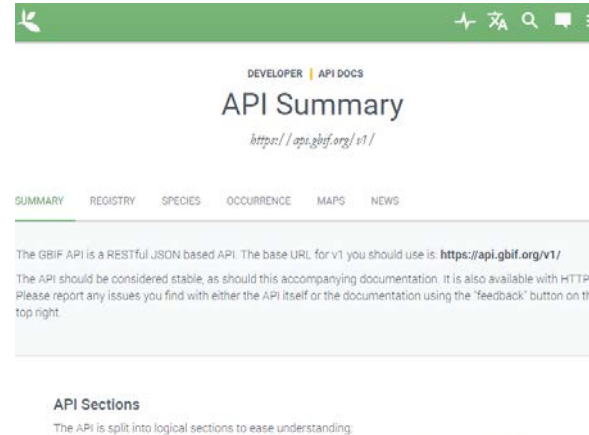 DEVELOPER | API DOCS
API Summary
https://api.gbif.org/v1/
SUMMARY REGISTRY SPECIES OCCURRENCE MAPS NEWS
The GBIF API is a RESTful JSON based API. The base URL for v1 you should use is: https://api.gbif.org/v1/
The API should be considered stable, as should this accompanying documentation. It is also available with HTTP
Please report any issues you find with either the API itself or the documentation using the "feedback" button on th
top right.
API Sections
The API is split into logical sections to ease understanding: